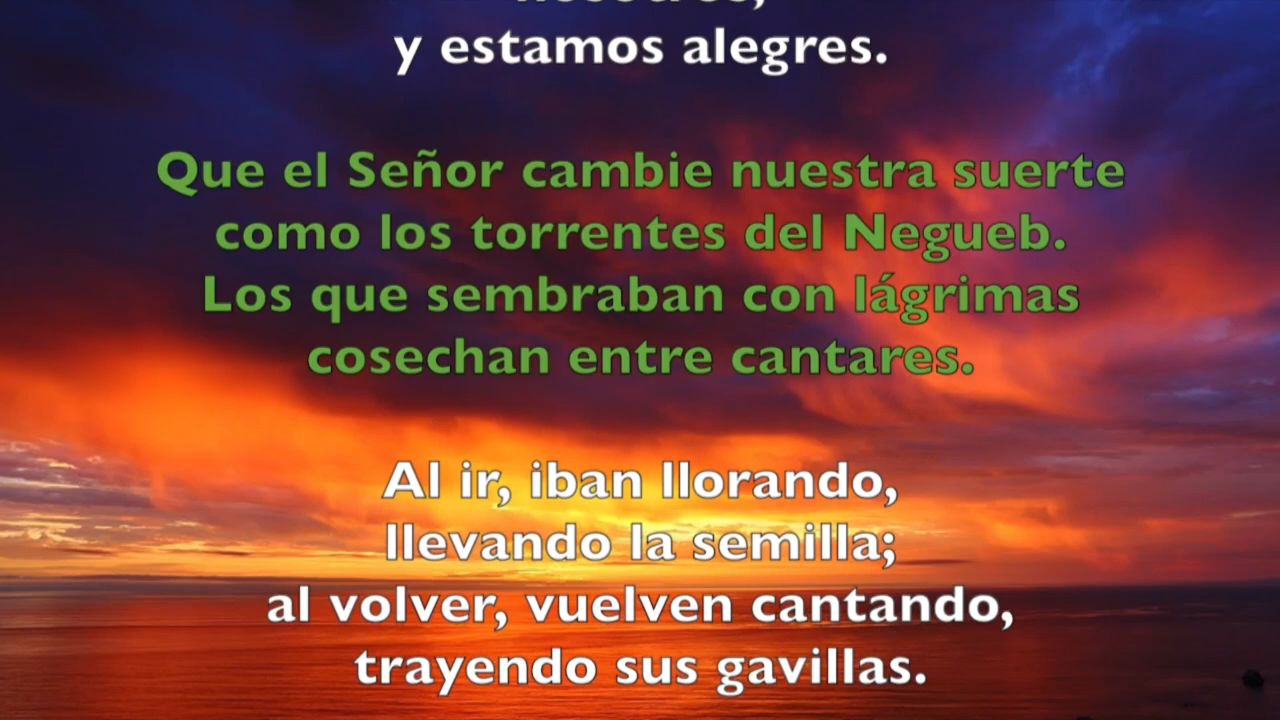 y estamos alegres.
Que el Señor cambie nuestra suerte
como los torrentes del Negueb.
Los que sembraban con lágrimas
cosechan entre cantares.
Al ir, iban llorando,
llevando la semilla;
al volver, vuelven cantando,
trayendo sus gavillas.